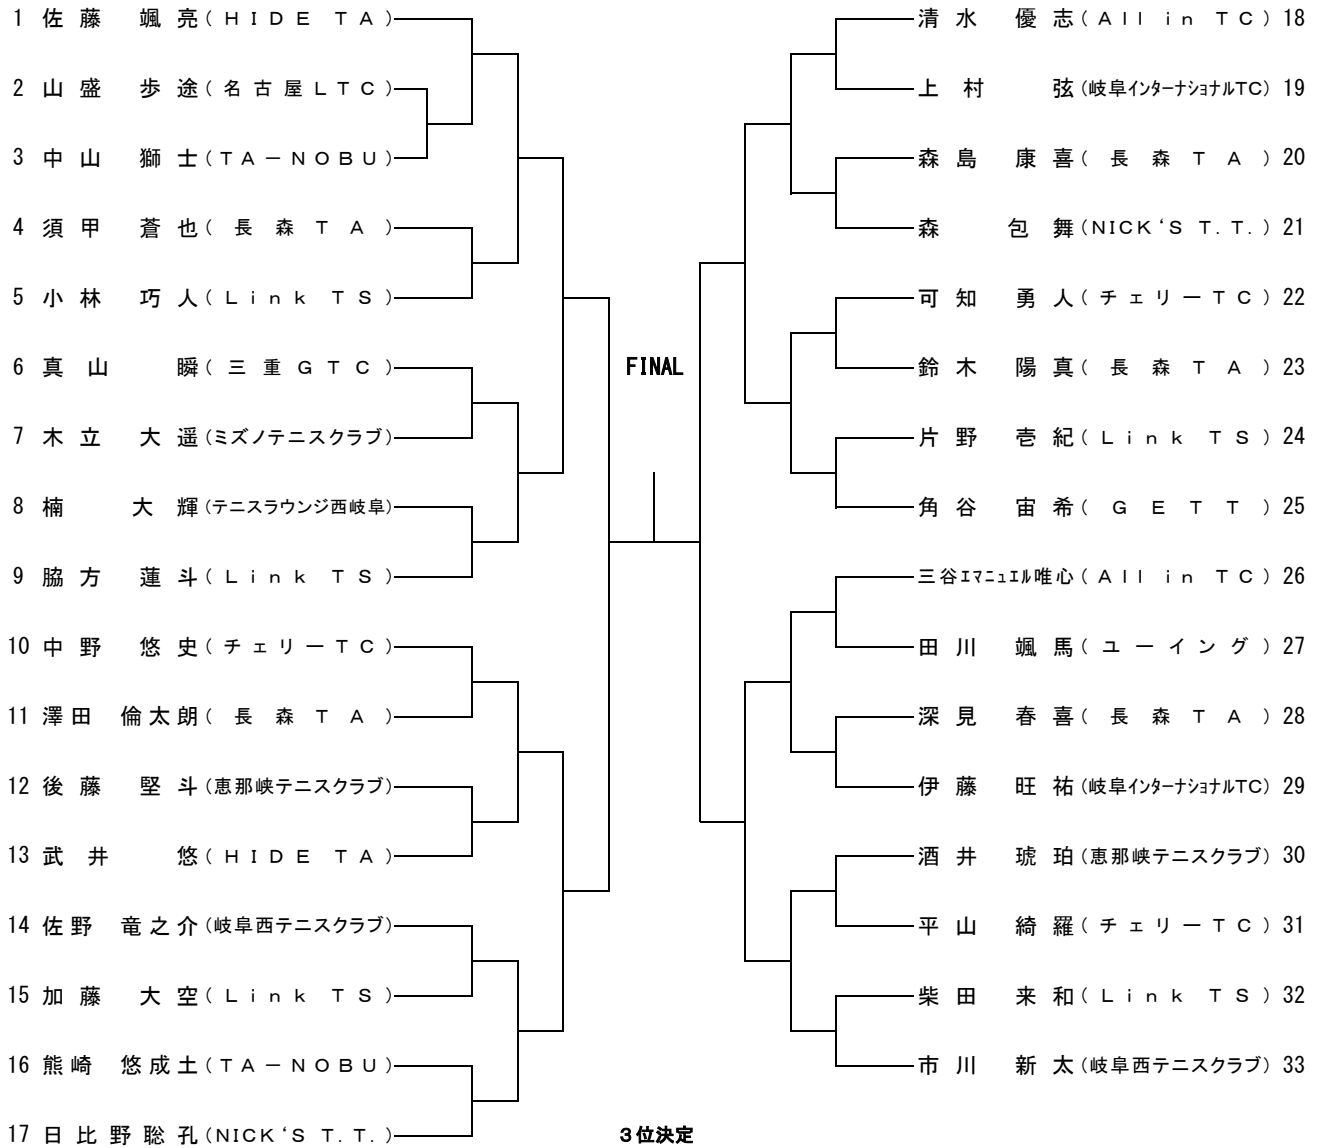 1 佐藤 颯亮(HIDE TA)
2 山盛 歩途(名古屋LTC)
3 中山 獅士(TA－NOBU)
4 須甲 蒼也(長森TA)
5 小林 巧人(Link TS)
6 真山 瞬(三重GTC)
7 木立 大遥(ミズノテニスクラブ)
8 楠 大輝(テニスラウンジ西岐阜)
9 脇方 蓮斗(Link TS)
10 中野 悠史(チェリーTC)
11 澤田 倫太朗(長森TA)
12 後藤 堅斗(恵那峡テニスクラブ)
13 武井 悠(HIDE TA)
14 佐野 竜之介(岐阜西テニスクラブ)
15 加藤 大空(Link TS)
16 熊崎 悠成土(TA－NOBU)
17 日比野聡孔(NICK‘S T.T.)
FINAL
3位決定
清水 優志(All in TC) 18
上村 弦(岐阜インターナショナルTC) 19
森島 康喜(長森TA) 20
森 包舞(NICK‘S T.T.) 21
可知 勇人(チェリーTC) 22
鈴木 陽真(長森TA) 23
片野 壱紀(Link TS) 24
角谷 宙希(GETT) 25
三谷ｴﾏﾆｭｴﾙ唯心(All in TC) 26
田川 颯馬(ユーイング) 27
深見 春喜(長森TA) 28
伊藤 旺祐(岐阜インターナショナルTC) 29
酒井 琥珀(恵那峡テニスクラブ) 30
平山 綺羅(チェリーTC) 31
柴田 来和(Link TS) 32
市川 新太(岐阜西テニスクラブ) 33